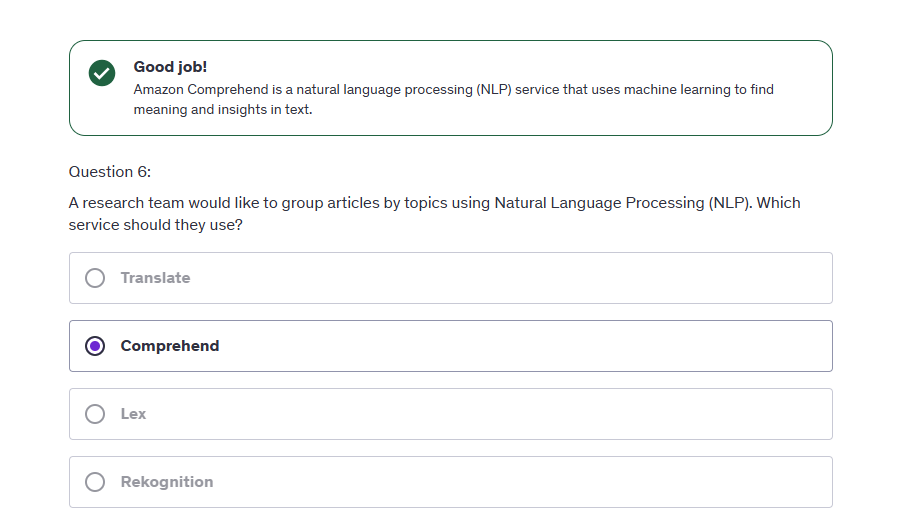 Good job!
Amazon Comprehend is a natural language processing (NLP) service that uses machine learning to find
meaning and insights in text.
Question 6:
A research team would like to group articles by topics using Natural Language Processing (NLP). Which
service should they use?
Translate
Comprehend
Lex
Rekognition